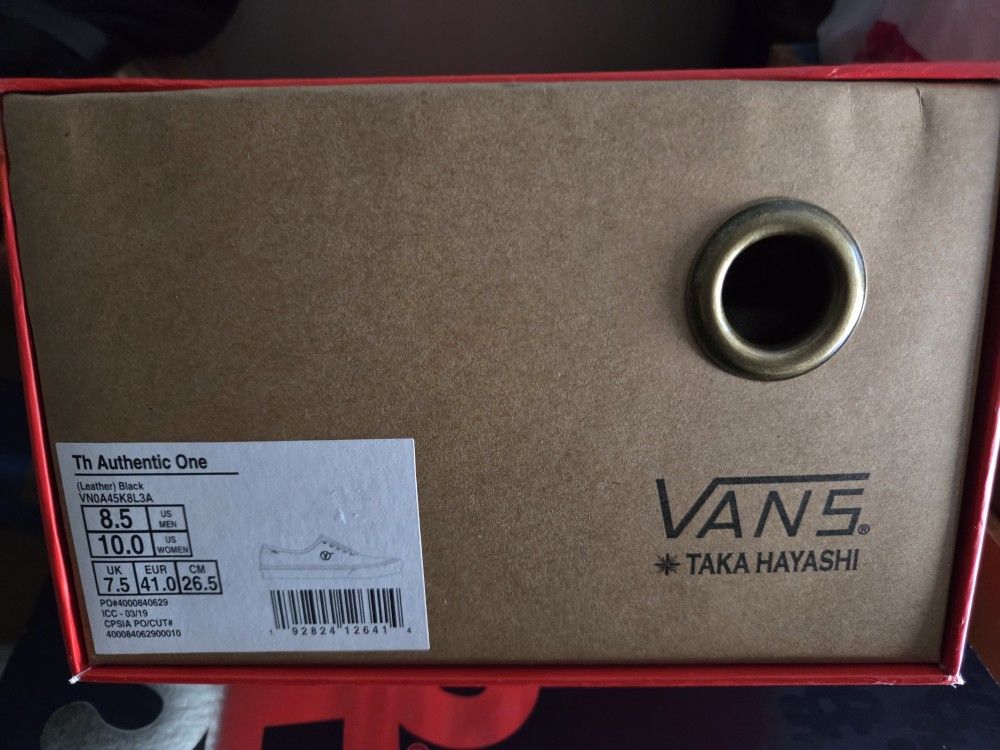 Th Authentic One
(Leather) Black
VN0A45K8L3A
8.5 US MEN
10.0 US WOMEN
UK EUR CM
7.5 41.0 26.5
PO#4000840629
ICC - 03/19
CPSIA PO/CUT#
400084062900010
1 92824 12641 4
VANS®
TAKA HAYASHI